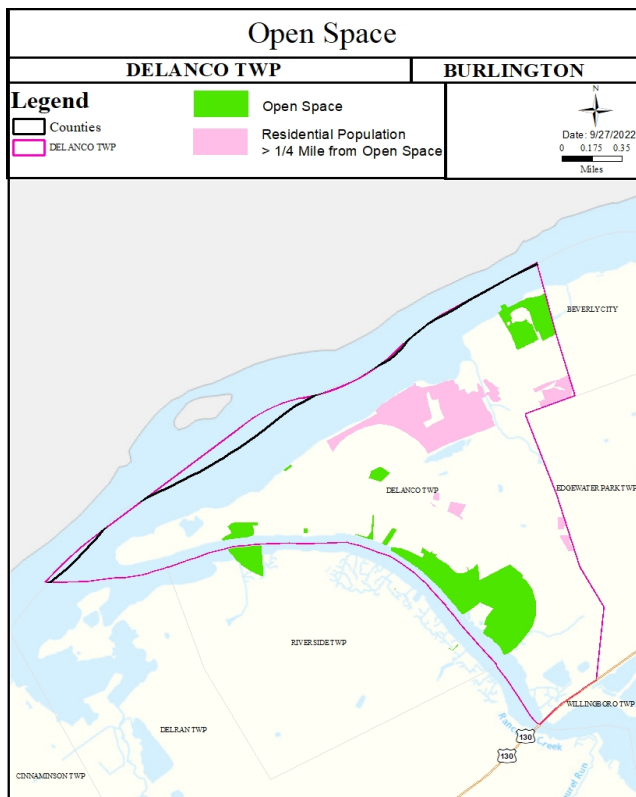 Open Space
DELANCO TWP
BURLINGTON
Legend
Counties
DELANCO TWP
Open Space
Residential Population
> 1/4 Mile from Open Space
N
Date: 9/27/2022
0 0.175 0.35
Miles
BEVERLY CITY
DELANCO TWP
EDGEWATER PARK TWP
RIVERSIDE TWP
WILLINGBORO TWP
DELRAN TWP
Creek
130
130
CINNAMINSON TWP
Run